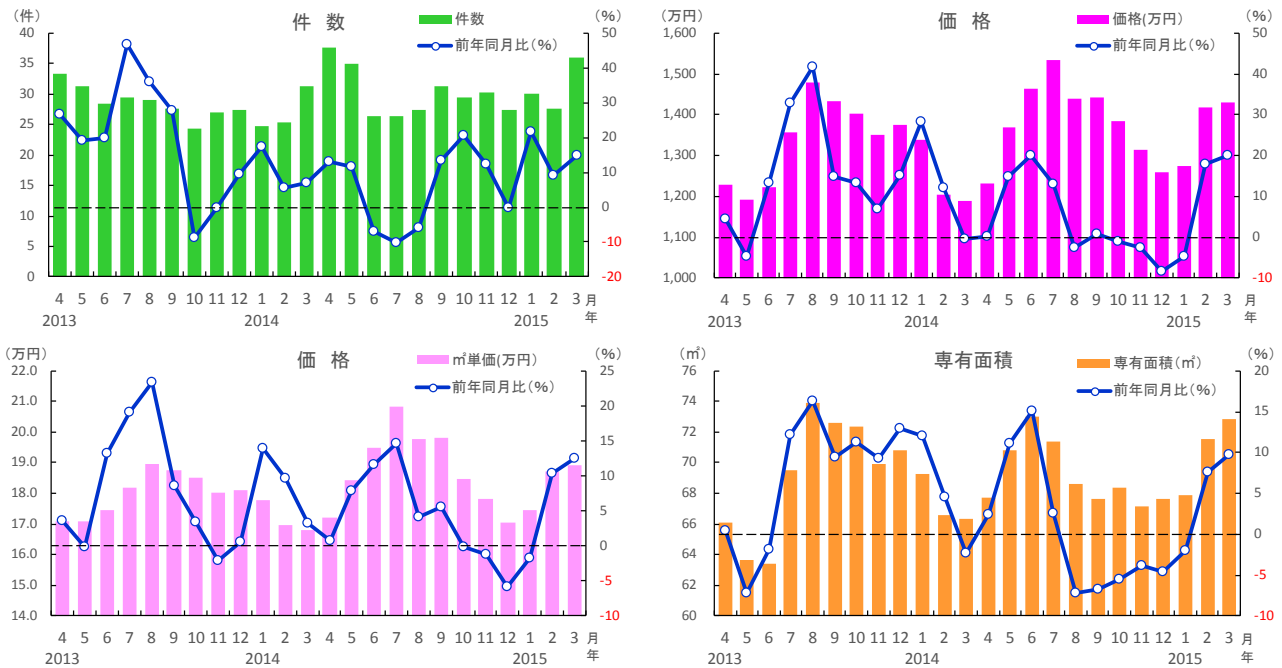 (件) 件 数 (%)
件数
前年同月比(%)
40 35 30 25 20 15 10 5 0
50 40 30 20 10 0 -10 -20
4 5 6 7 8 9 10 11 12 1 2 3 4 5 6 7 8 9 10 11 12 1 2 3 月
2013 2014 2015 年
(万円) 価 格 (%)
価格(万円)
前年同月比(%)
1,600 1,500 1,400 1,300 1,200 1,100 1,000
50 40 30 20 10 0 -10
4 5 6 7 8 9 10 11 12 1 2 3 4 5 6 7 8 9 10 11 12 1 2 3 月
2013 2014 2015 年
(万円) 価 格 (%)
㎡単価(万円)
前年同月比(%)
22.0 21.0 20.0 19.0 18.0 17.0 16.0 15.0 14.0
25 20 15 10 5 0 -5 -10
4 5 6 7 8 9 10 11 12 1 2 3 4 5 6 7 8 9 10 11 12 1 2 3 月
2013 2014 2015 年
(㎡) 専有面積 (%)
専有面積(㎡)
前年同月比(%)
76 74 72 70 68 66 64 62 60
20 15 10 5 0 -5 -10
4 5 6 7 8 9 10 11 12 1 2 3 4 5 6 7 8 9 10 11 12 1 2 3 月
2013 2014 2015 年